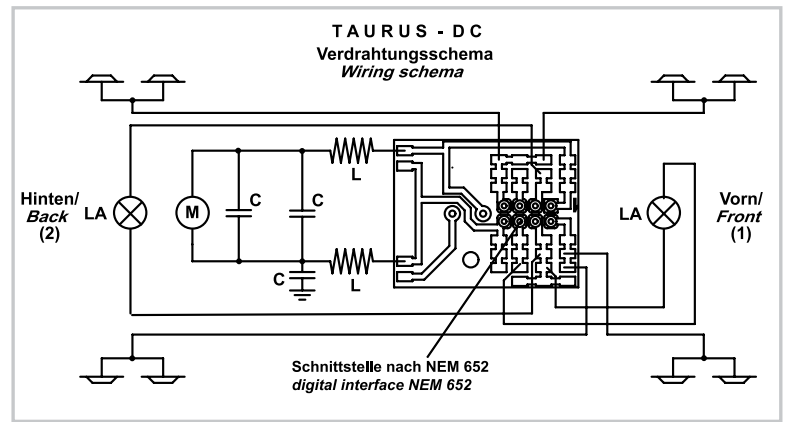 TAURUS - DC
Verdrahtungsschema
Wiring schema
L
Hinten/
Back
(2)
LA
M
C
C
LA
Vorn/
Front
(1)
C
L
Schnittstelle nach NEM 652
digital interface NEM 652